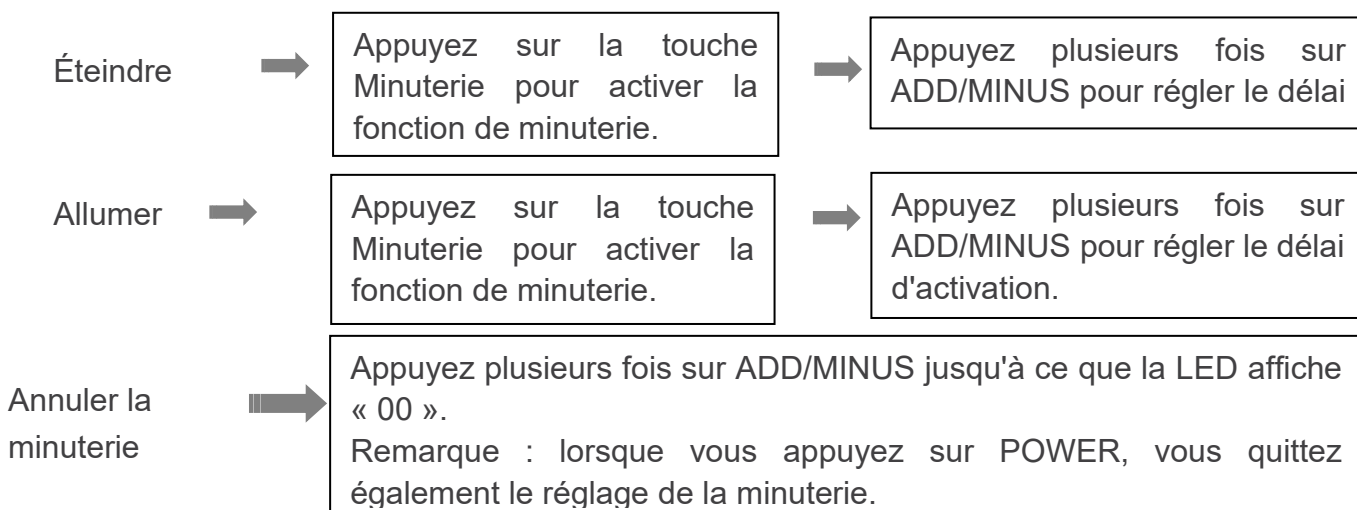 Éteindre
Appuyez sur la touche
Minuterie pour activer la
fonction de minuterie.
Appuyez plusieurs fois sur
ADD/MINUS pour régler le délai
Allumer
Appuyez sur la touche
Minuterie pour activer la
fonction de minuterie.
Appuyez plusieurs fois sur
ADD/MINUS pour régler le délai
d'activation.
Annuler la
minuterie
Appuyez plusieurs fois sur ADD/MINUS jusqu'à ce que la LED affiche
« 00 ».
Remarque : lorsque vous appuyez sur POWER, vous quittez
également le réglage de la minuterie.